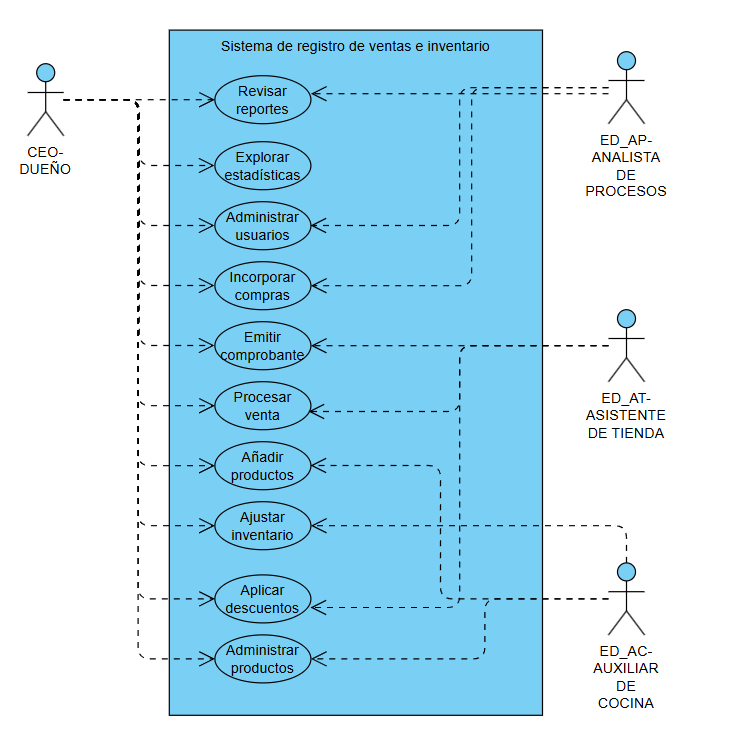 Sistema de registro de ventas e inventario
CEO-
DUEÑO
Revisar
reportes
Explorar
estadísticas
Administrar
usuarios
Incorporar
compras
Emitir
comprobante
Procesar
venta
Añadir
productos
Ajustar
inventario
Aplicar
descuentos
Administrar
productos
ED_AP-
ANALISTA
DE
PROCESOS
ED_AT-
ASISTENTE
DE TIENDA
ED_AC-
AUXILIAR
DE
COCINA